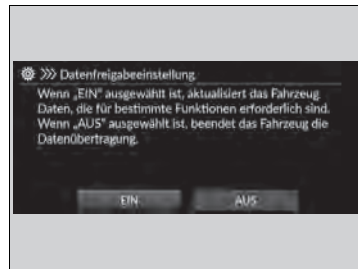 >>> Datenfreigabeeinstellung
Wenn „EIN" ausgewählt ist, aktualisiert das Fahrzeug
Daten, die für bestimmte Funktionen erforderlich sind.
Wenn „AUS" ausgewählt ist, beendet das Fahrzeug die
Datenübertragung.
EIN AUS